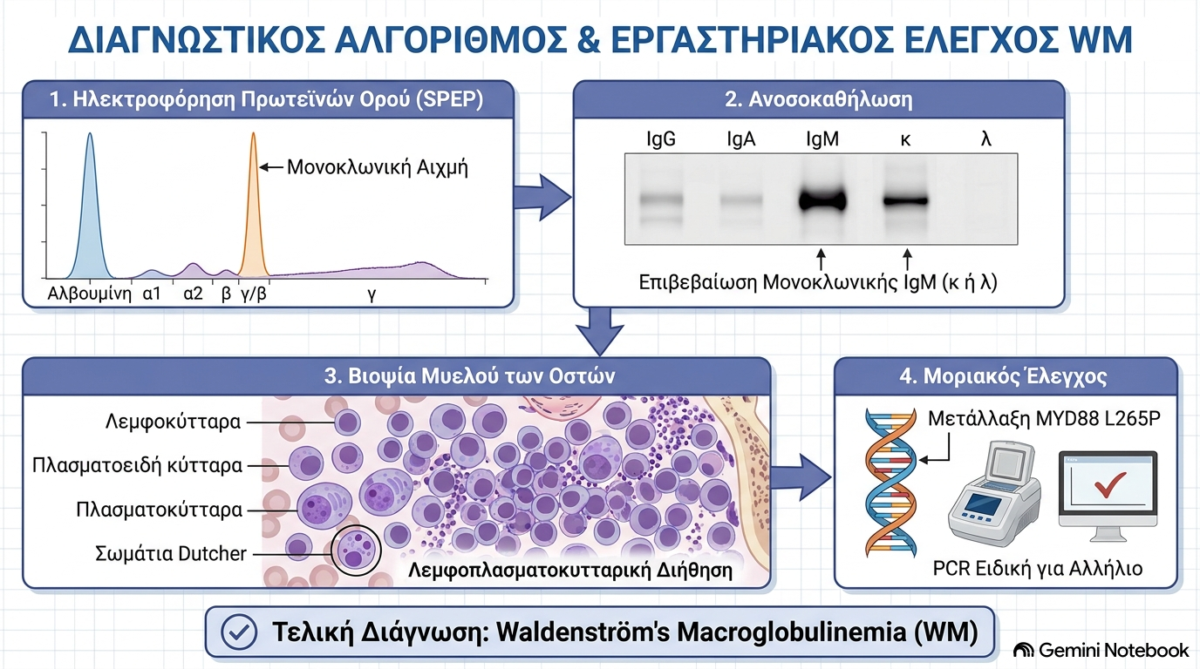 ΔΙΑΓΝΩΣΤΙΚΟΣ ΑΛΓΟΡΙΘΜΟΣ & ΕΡΓΑΣΤΗΡΙΑΚΟΣ ΕΛΕΓΧΟΣ WM
1. Ηλεκτροφόρηση Πρωτεϊνών Ορού (SPEP)
Μονοκλωνική Αιχμή
Αλβουμίνη α1 α2 β γ/β γ
2. Ανοσοκαθήλωση
IgG IgA IgM κ λ
Επιβεβαίωση Μονοκλωνικής IgM (κ ή λ)
3. Βιοψία Μυελού των Οστών
Λεμφοκύτταρα
Πλασματοειδή κύτταρα
Πλασματοκύτταρα
Σωμάτια Dutcher
Λεμφοπλασματοκυτταρική Διήθηση
4. Μοριακός Έλεγχος
Μετάλλαξη MYD88 L265P
PCR Ειδική για Αλλήλιο
Τελική Διάγνωση: Waldenström's Macroglobulinemia (WM)
Gemini Notebook